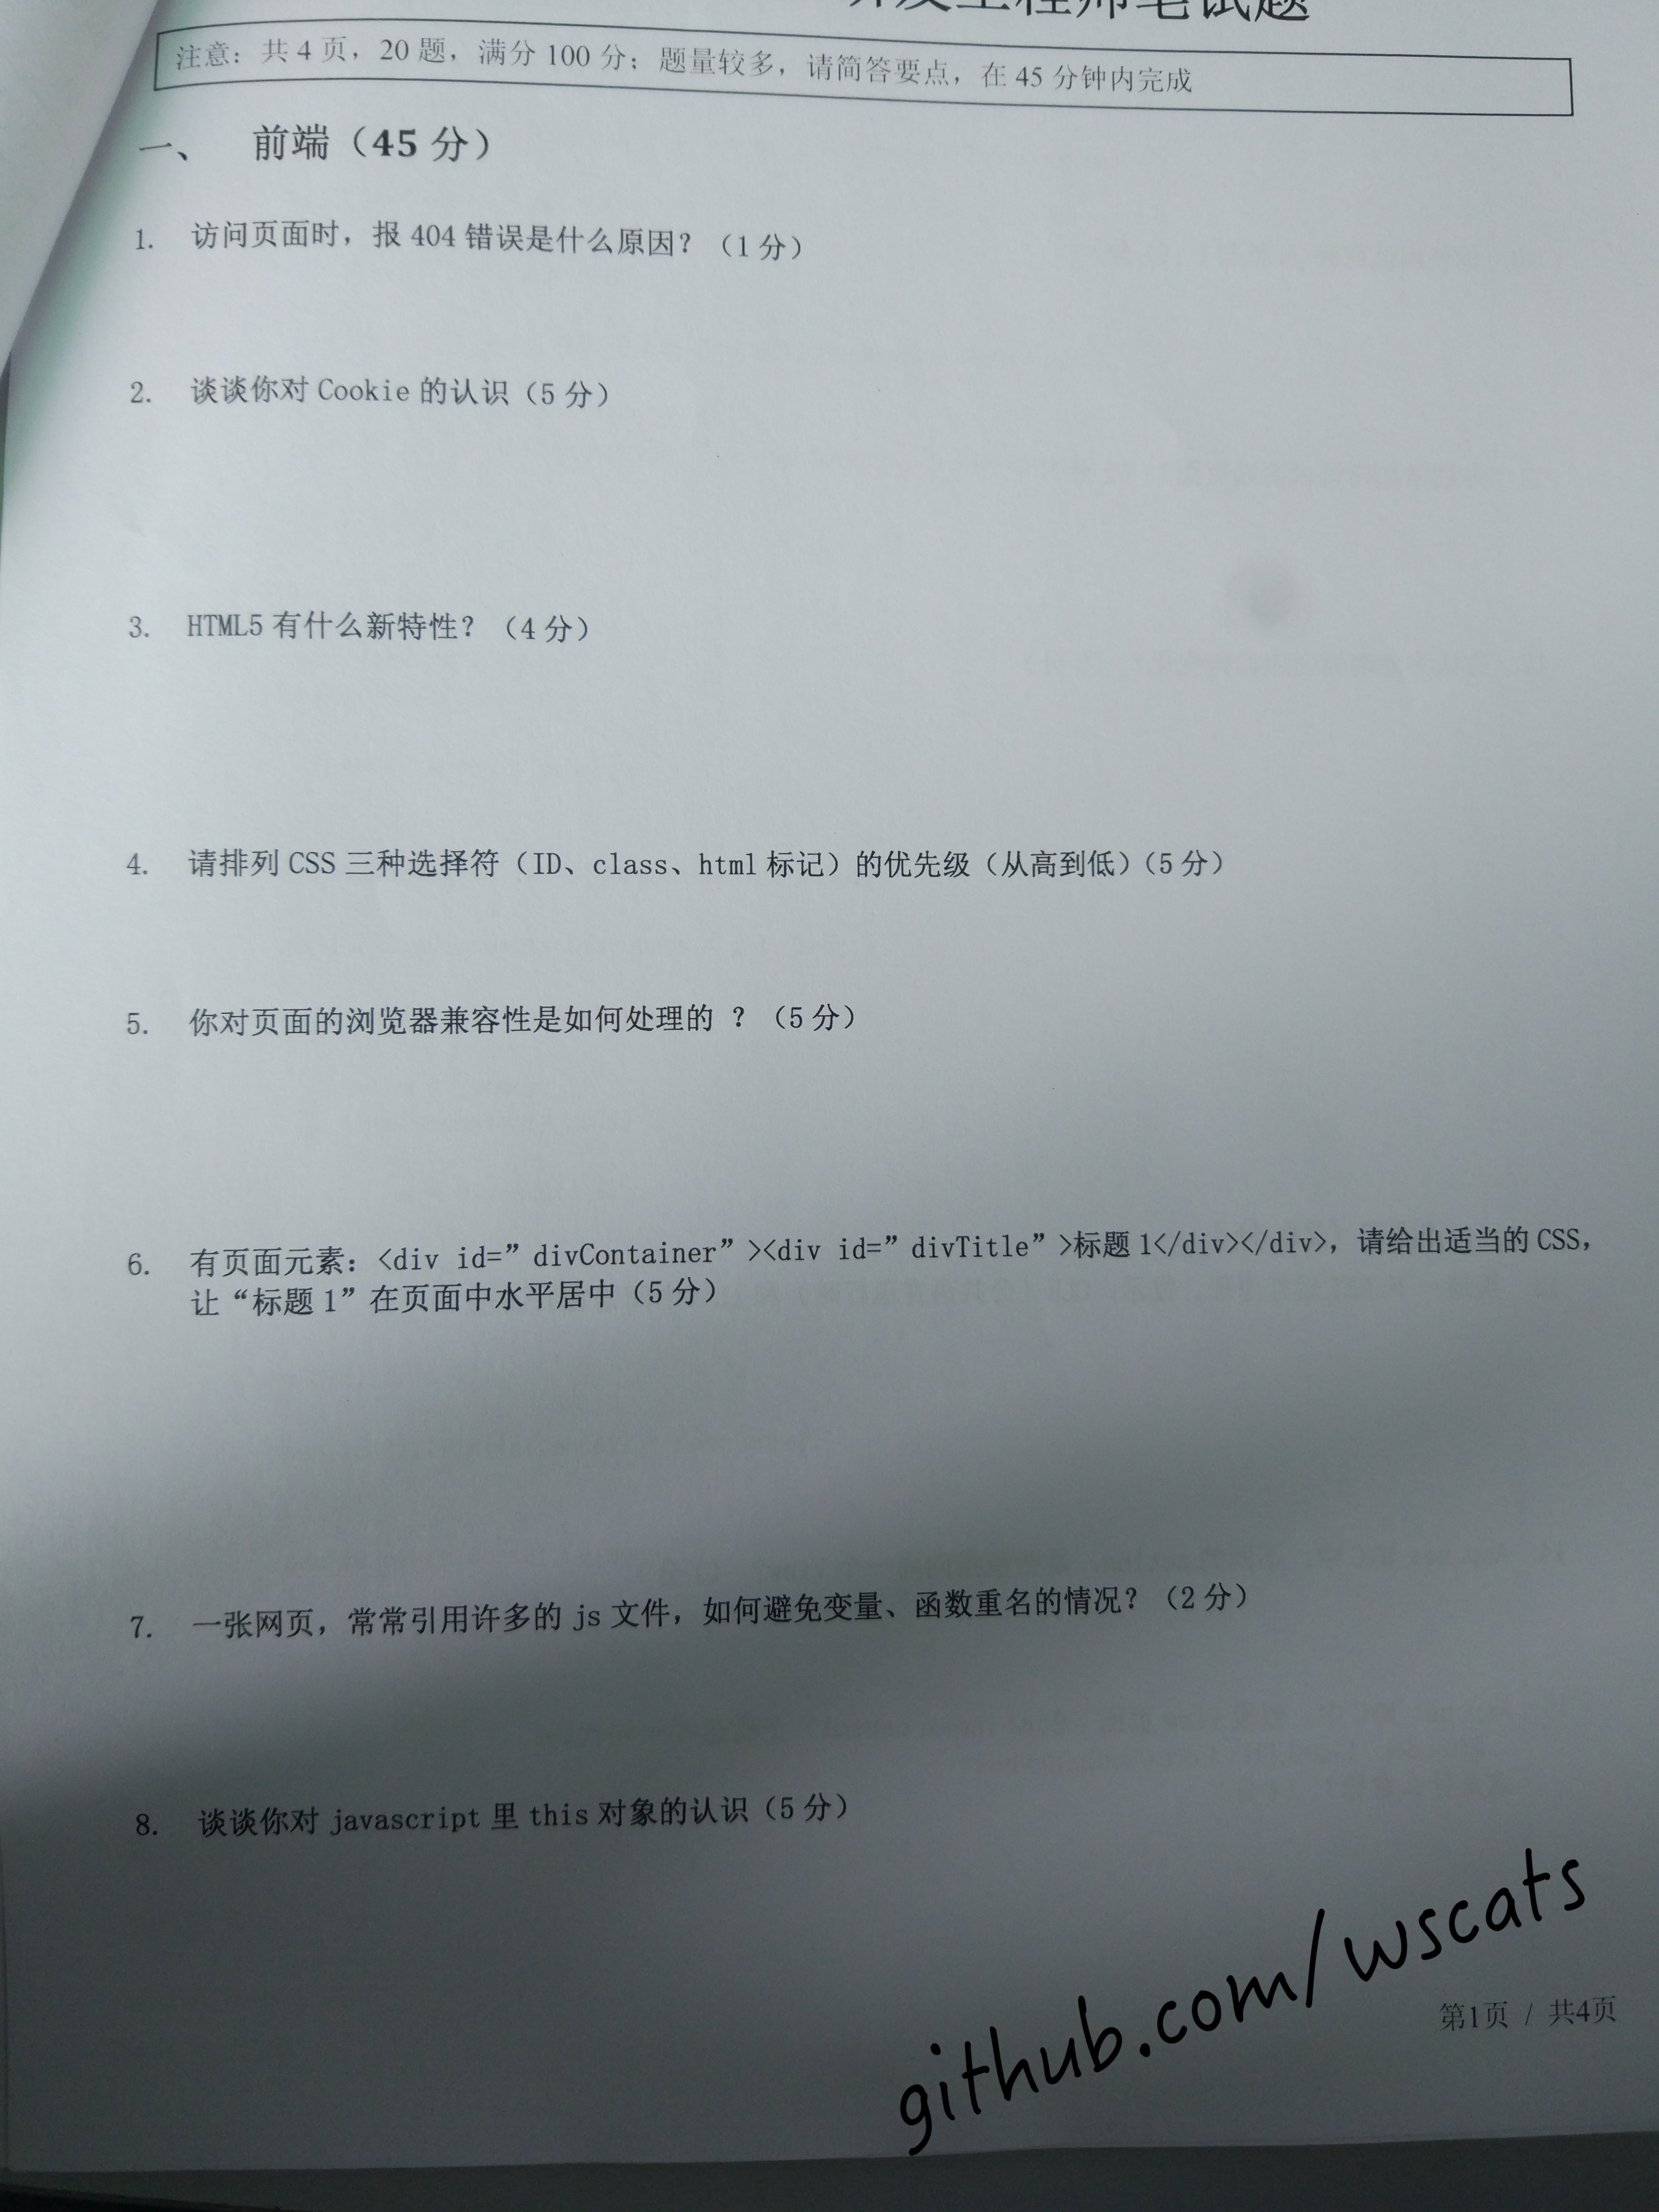 开发工程师笔试题
注意：共 4 页，20 题，满分 100 分；题量较多，请简答要点，在 45 分钟内完成
一、 前端（45 分）
1. 访问页面时，报 404 错误是什么原因？（1 分）
2. 谈谈你对 Cookie 的认识（5 分）
3. HTML5 有什么新特性？（4 分）
4. 请排列 CSS 三种选择符（ID、class、html 标记）的优先级（从高到低）（5 分）
5. 你对页面的浏览器兼容性是如何处理的 ？（5 分）
6. 有页面元素：<div id=”divContainer”><div id=”divTitle”>标题 1</div></div>，请给出适当的 CSS，
让“标题 1”在页面中水平居中（5 分）
7. 一张网页，常常引用许多的 js 文件，如何避免变量、函数重名的情况？（2 分）
8. 谈谈你对 javascript 里 this 对象的认识（5 分）
github.com/wscats
第1页 / 共4页